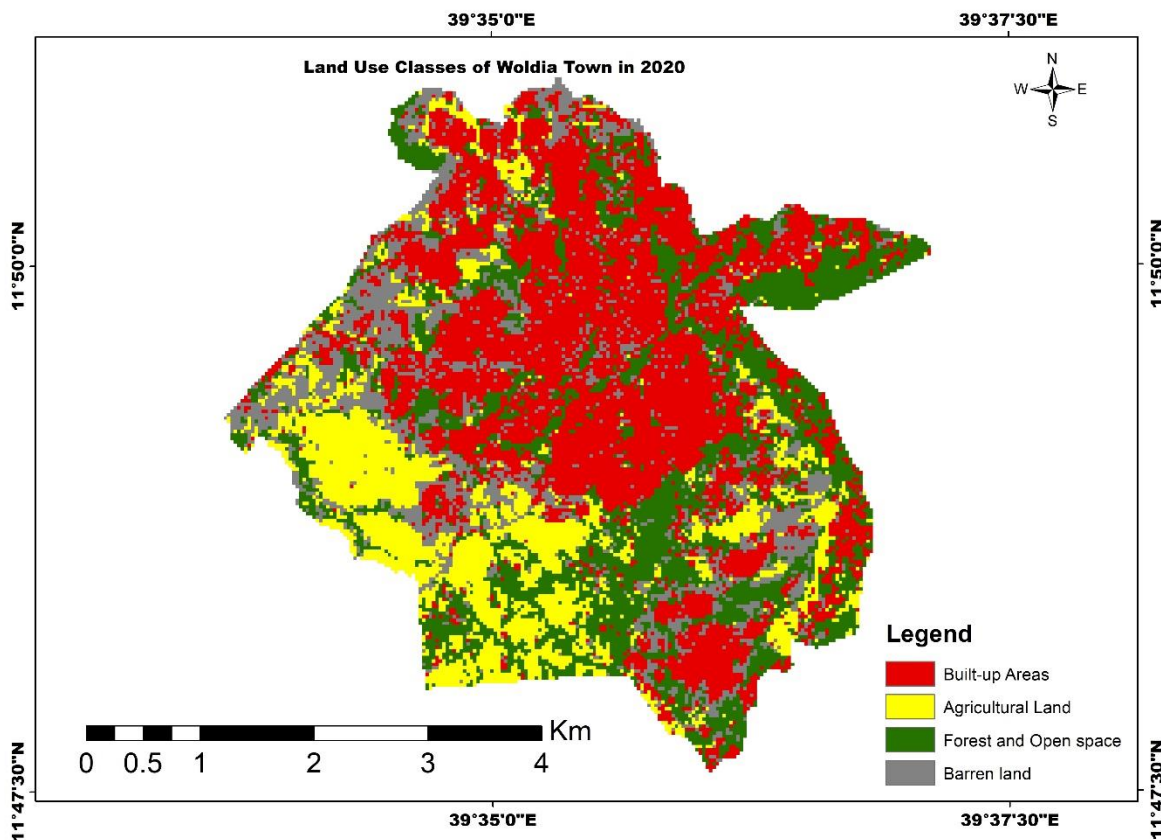 39°35'0"E
39°37'30"E
Land Use Classes of Woldia Town in 2020
N
W E
S
11°50'0"N
11°50'0"N
Legend
Built-up Areas
Agricultural Land
Forest and Open space
Barren land
Km
0 0.5 1 2 3 4
11°47'30"N
11°47'30"N
39°35'0"E
39°37'30"E